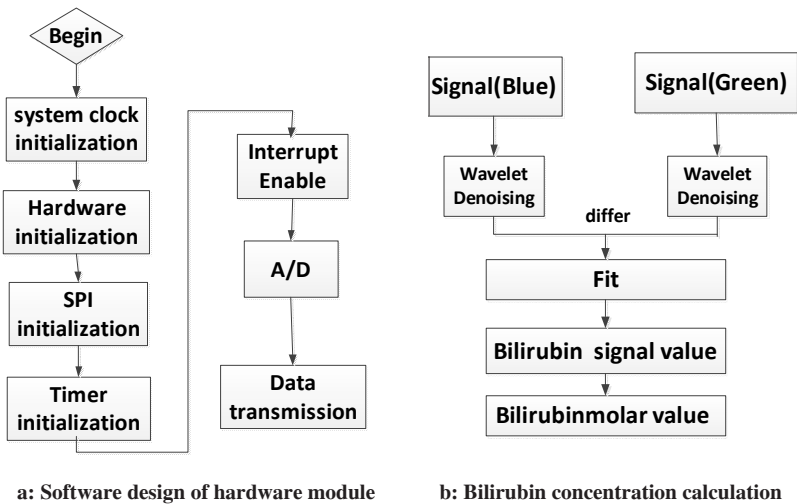 Begin
system clock
initialization
Hardware
initialization
SPI
initialization
Timer
initialization
Interrupt
Enable
A/D
Data
transmission
a: Software design of hardware module
Signal(Blue)
Signal(Green)
Wavelet
Denoising
Wavelet
Denoising
differ
Fit
Bilirubin signal value
Bilirubinmolar value
b: Bilirubin concentration calculation